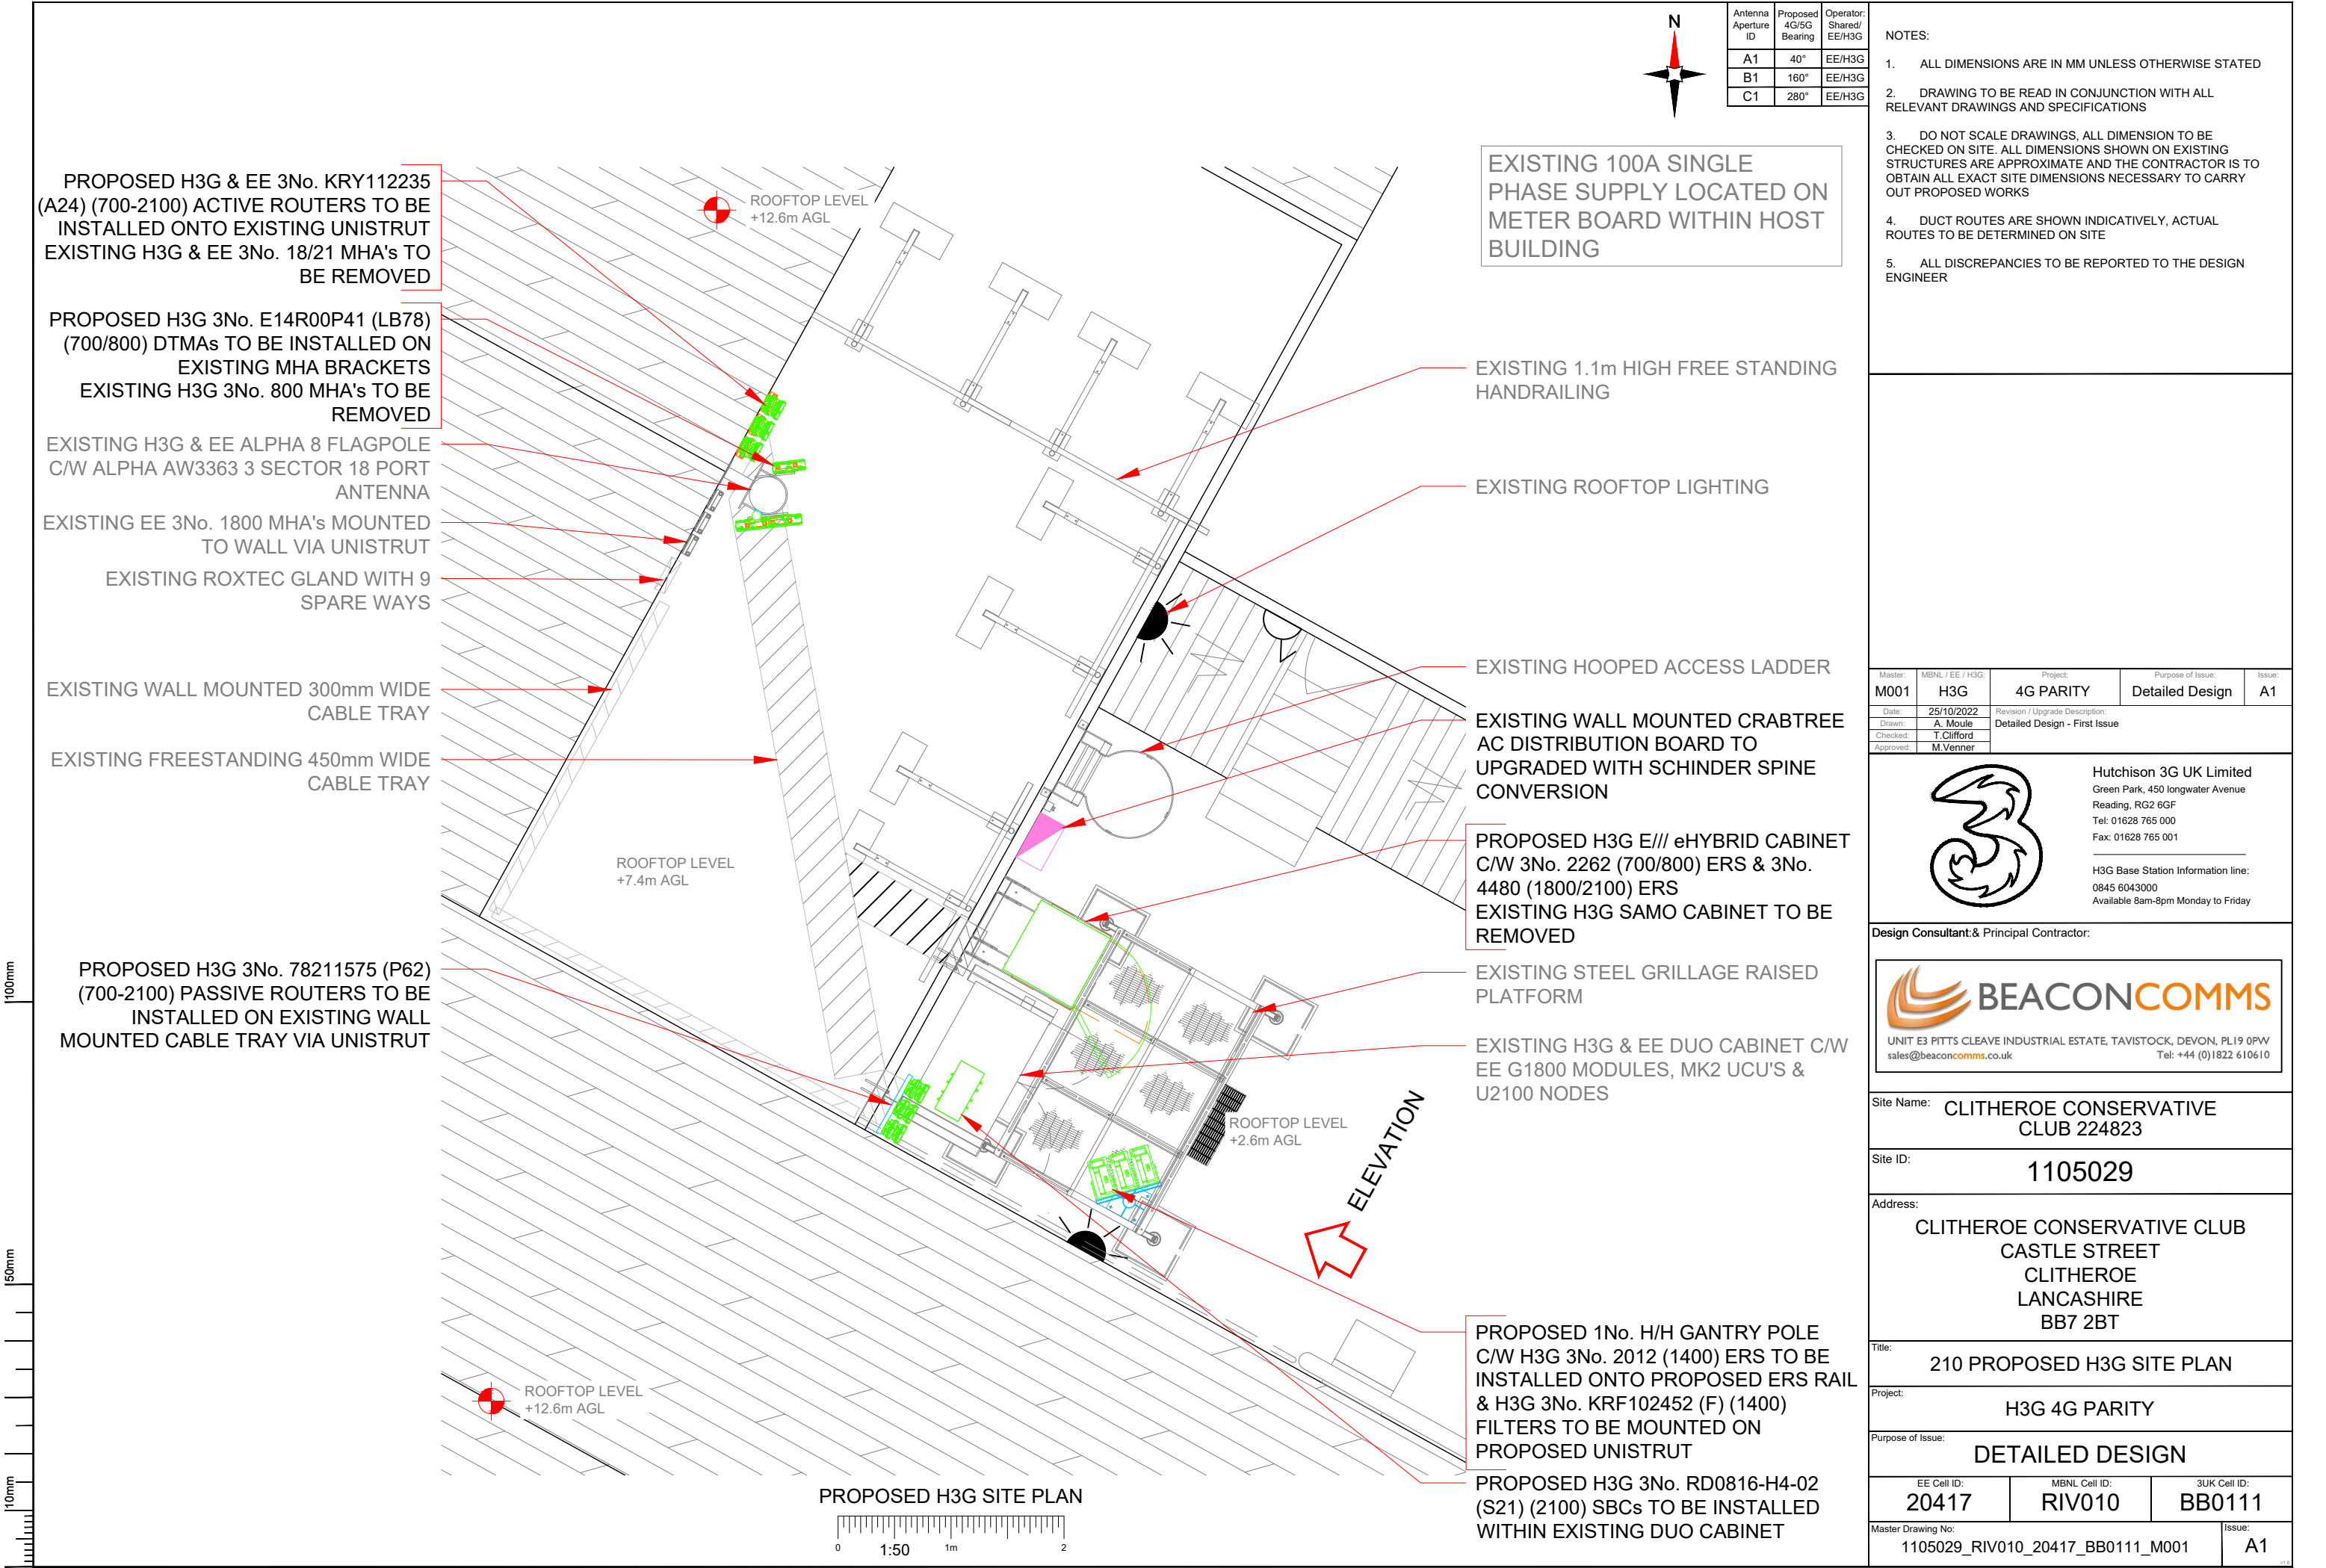 PROPOSED H3G & EE 3No. KRY112235
(A24) (700-2100) ACTIVE ROUTERS TO BE
INSTALLED ONTO EXISTING UNISTRUT
EXISTING H3G & EE 3No. 18/21 MHA's TO
BE REMOVED
PROPOSED H3G 3No. E14R00P41 (LB78)
(700/800) DTMAs TO BE INSTALLED ON
EXISTING MHA BRACKETS
EXISTING H3G 3No. 800 MHA's TO BE
REMOVED
EXISTING H3G & EE ALPHA 8 FLAGPOLE
C/W ALPHA AW3363 3 SECTOR 18 PORT
ANTENNA
EXISTING EE 3No. 1800 MHA's MOUNTED
TO WALL VIA UNISTRUT
EXISTING ROXTEC GLAND WITH 9
SPARE WAYS
EXISTING WALL MOUNTED 300mm WIDE
CABLE TRAY
EXISTING FREESTANDING 450mm WIDE
CABLE TRAY
PROPOSED H3G 3No. 78211575 (P62)
(700-2100) PASSIVE ROUTERS TO BE
INSTALLED ON EXISTING WALL
MOUNTED CABLE TRAY VIA UNISTRUT
100mm
50mm
10mm
ROOFTOP LEVEL
+12.6m AGL
ROOFTOP LEVEL
+7.4m AGL
ROOFTOP LEVEL
+2.6m AGL
ROOFTOP LEVEL
+12.6m AGL
ELEVATION
PROPOSED H3G SITE PLAN
0
1:50
1m
2
N
Antenna Aperture ID
Proposed 4G/5G Bearing
Operator: Shared/ EE/H3G
A1 40° EE/H3G
B1 160° EE/H3G
C1 280° EE/H3G
EXISTING 100A SINGLE
PHASE SUPPLY LOCATED ON
METER BOARD WITHIN HOST
BUILDING
EXISTING 1.1m HIGH FREE STANDING
HANDRAILING
EXISTING ROOFTOP LIGHTING
EXISTING HOOPED ACCESS LADDER
EXISTING WALL MOUNTED CRABTREE
AC DISTRIBUTION BOARD TO
UPGRADED WITH SCHINDER SPINE
CONVERSION
PROPOSED H3G E/// eHYBRID CABINET
C/W 3No. 2262 (700/800) ERS & 3No.
4480 (1800/2100) ERS
EXISTING H3G SAMO CABINET TO BE
REMOVED
EXISTING STEEL GRILLAGE RAISED
PLATFORM
EXISTING H3G & EE DUO CABINET C/W
EE G1800 MODULES, MK2 UCU'S &
U2100 NODES
PROPOSED 1No. H/H GANTRY POLE
C/W H3G 3No. 2012 (1400) ERS TO BE
INSTALLED ONTO PROPOSED ERS RAIL
& H3G 3No. KRF102452 (F) (1400)
FILTERS TO BE MOUNTED ON
PROPOSED UNISTRUT
PROPOSED H3G 3No. RD0816-H4-02
(S21) (2100) SBCs TO BE INSTALLED
WITHIN EXISTING DUO CABINET
NOTES:
1. ALL DIMENSIONS ARE IN MM UNLESS OTHERWISE STATED
2. DRAWING TO BE READ IN CONJUNCTION WITH ALL
RELEVANT DRAWINGS AND SPECIFICATIONS
3. DO NOT SCALE DRAWINGS, ALL DIMENSION TO BE
CHECKED ON SITE. ALL DIMENSIONS SHOWN ON EXISTING
STRUCTURES ARE APPROXIMATE AND THE CONTRACTOR IS TO
OBTAIN ALL EXACT SITE DIMENSIONS NECESSARY TO CARRY
OUT PROPOSED WORKS
4. DUCT ROUTES ARE SHOWN INDICATIVELY, ACTUAL
ROUTES TO BE DETERMINED ON SITE
5. ALL DISCREPANCIES TO BE REPORTED TO THE DESIGN
ENGINEER
Master: MBNL / EE / H3G: Project: Purpose of Issue: Issue:
M001 H3G 4G PARITY Detailed Design A1
Date: 25/10/2022 Revision / Upgrade Description:
Drawn: A. Moule Detailed Design - First Issue
Checked: T.Clifford
Approved: M.Venner
Hutchison 3G UK Limited
Green Park, 450 longwater Avenue
Reading, RG2 6GF
Tel: 01628 765 000
Fax: 01628 765 001
H3G Base Station Information line:
0845 6043000
Available 8am-8pm Monday to Friday
Design Consultant:& Principal Contractor:
BEACONCOMMS
UNIT E3 PITTS CLEAVE INDUSTRIAL ESTATE, TAVISTOCK, DEVON, PL19 0PW
sales@beaconcomms.co.uk Tel: +44 (0)1822 610610
Site Name: CLITHEROE CONSERVATIVE
CLUB 224823
Site ID:
1105029
Address:
CLITHEROE CONSERVATIVE CLUB
CASTLE STREET
CLITHEROE
LANCASHIRE
BB7 2BT
Title:
210 PROPOSED H3G SITE PLAN
Project:
H3G 4G PARITY
Purpose of Issue:
DETAILED DESIGN
EE Cell ID: MBNL Cell ID: 3UK Cell ID:
20417 RIV010 BB0111
Master Drawing No: Issue:
1105029_RIV010_20417_BB0111_M001 A1